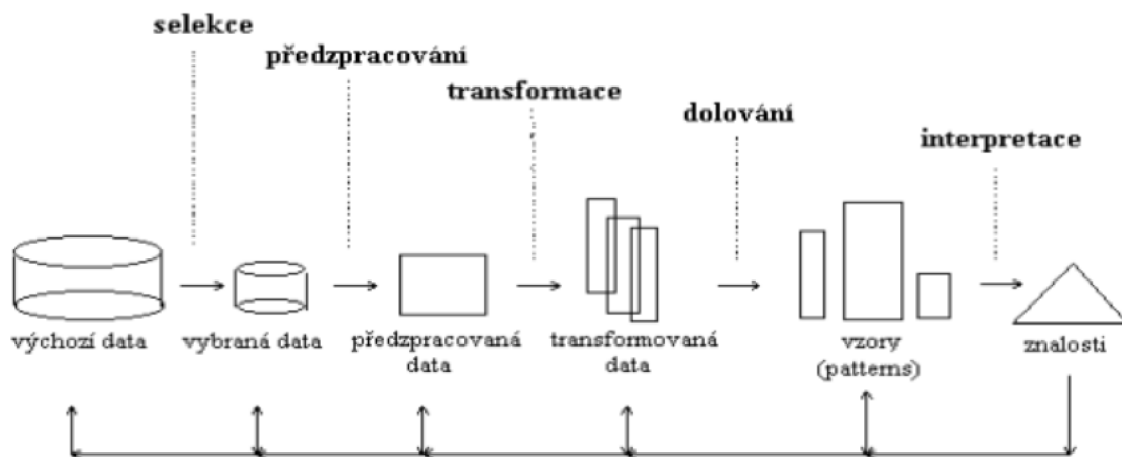 selekce
předzpracování
transformace
dolování
interpretace
výchozí data
vybraná data
předzpracovaná
data
transformovaná
data
vzory
(patterns)
znalosti